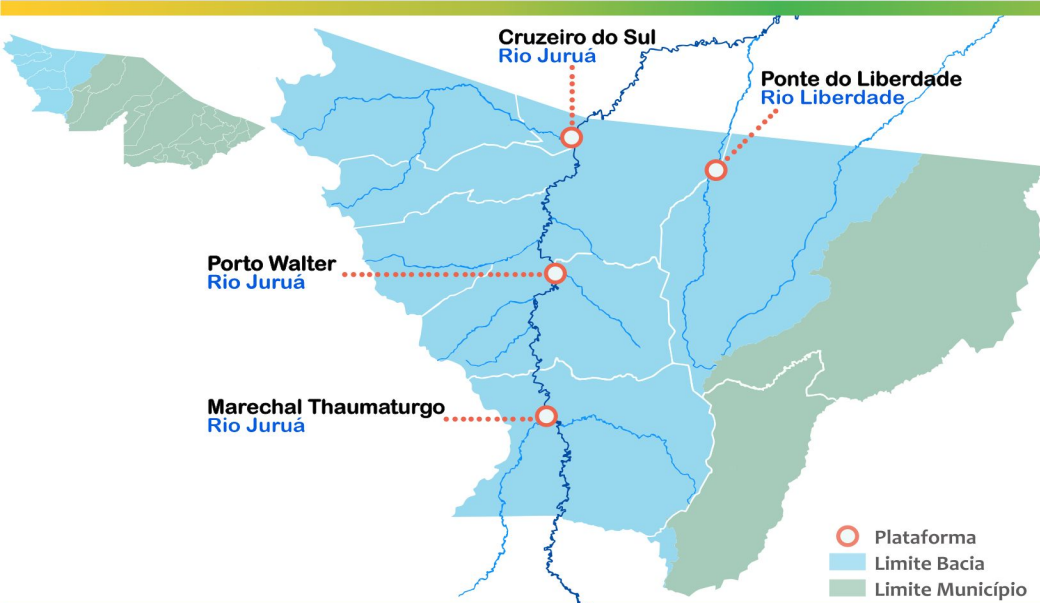 Cruzeiro do Sul
Rio Juruá
Ponte do Liberdade
Rio Liberdade
Porto Walter
Rio Juruá
Marechal Thaumaturgo
Rio Juruá
Plataforma
Limite Bacia
Limite Município